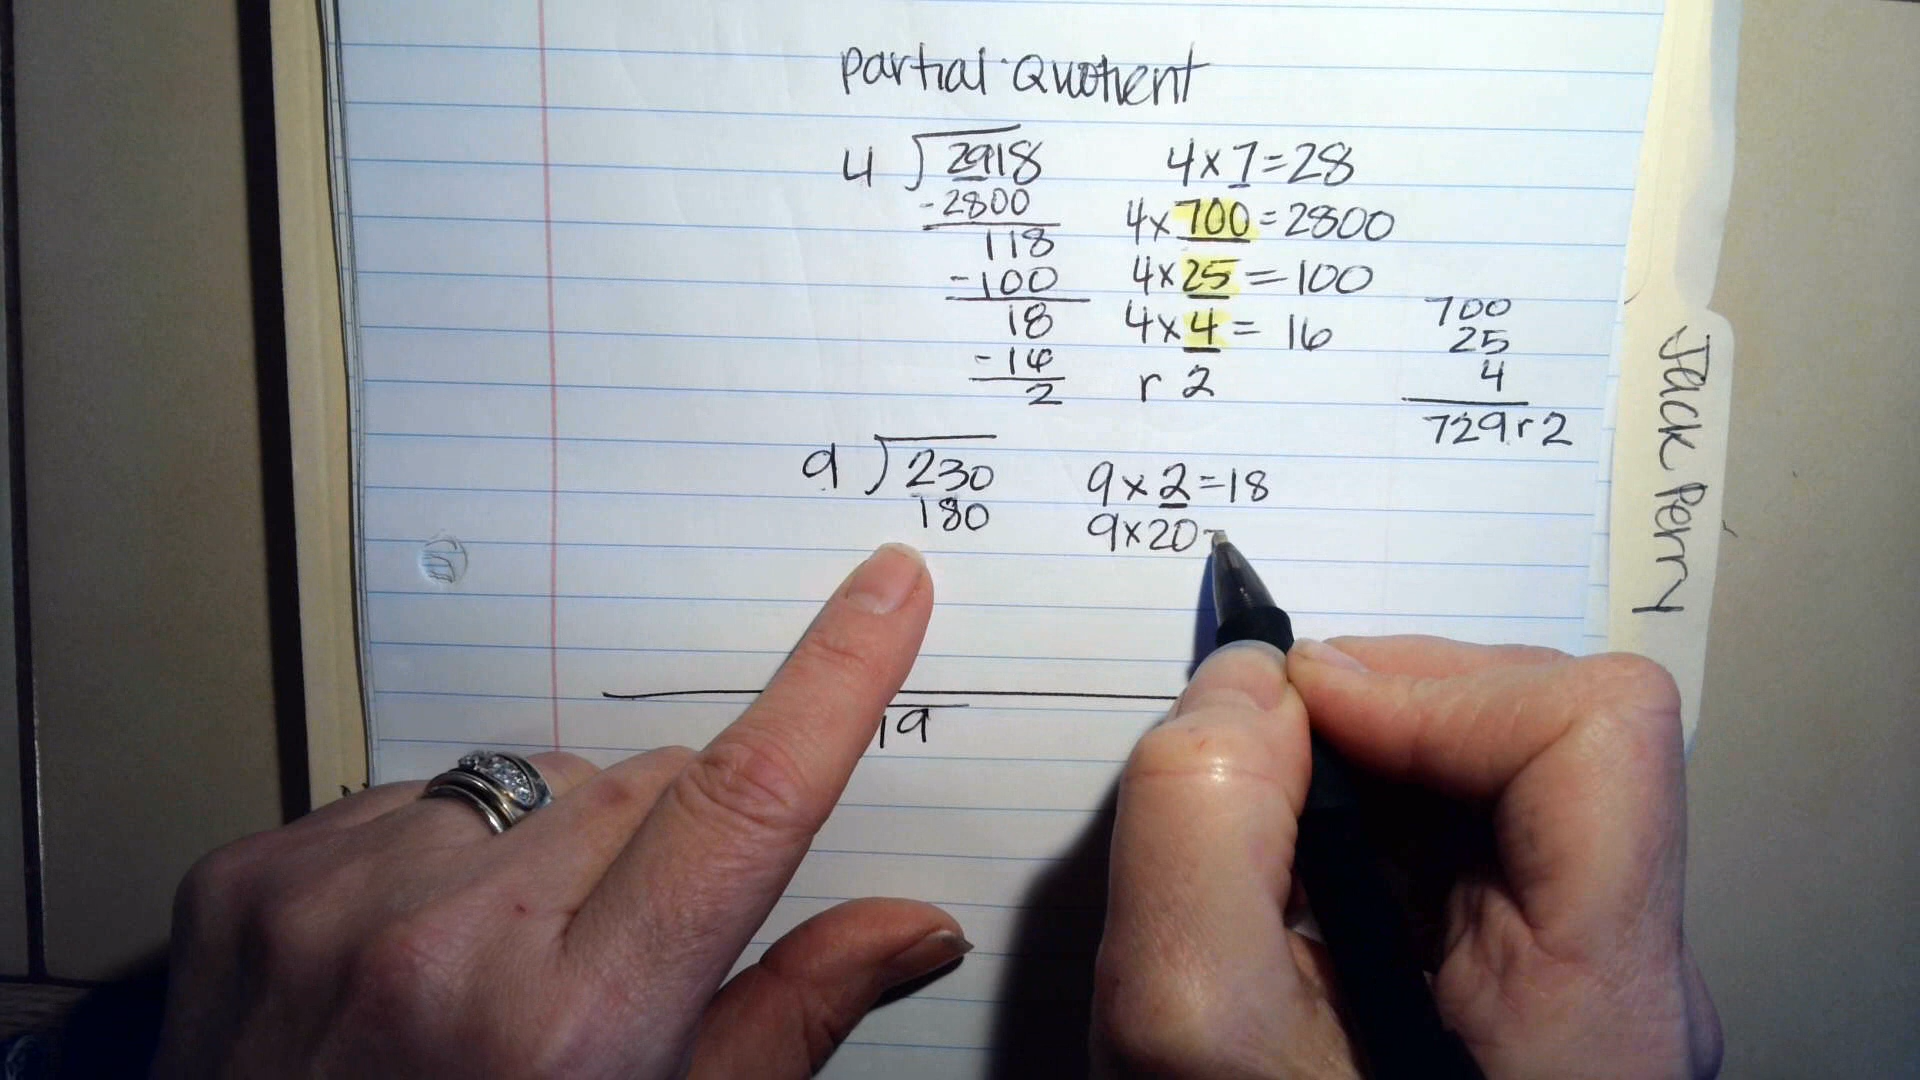 Partial Quotient
4 ) 2918 4×7=28
-2800 4×700=2800
118
-100 4×25=100
18 4×4=16
-16
2 r 2
700
25
4
729 r 2
9 ) 230 9×2=18
180 9×20=
19
Jack Perry